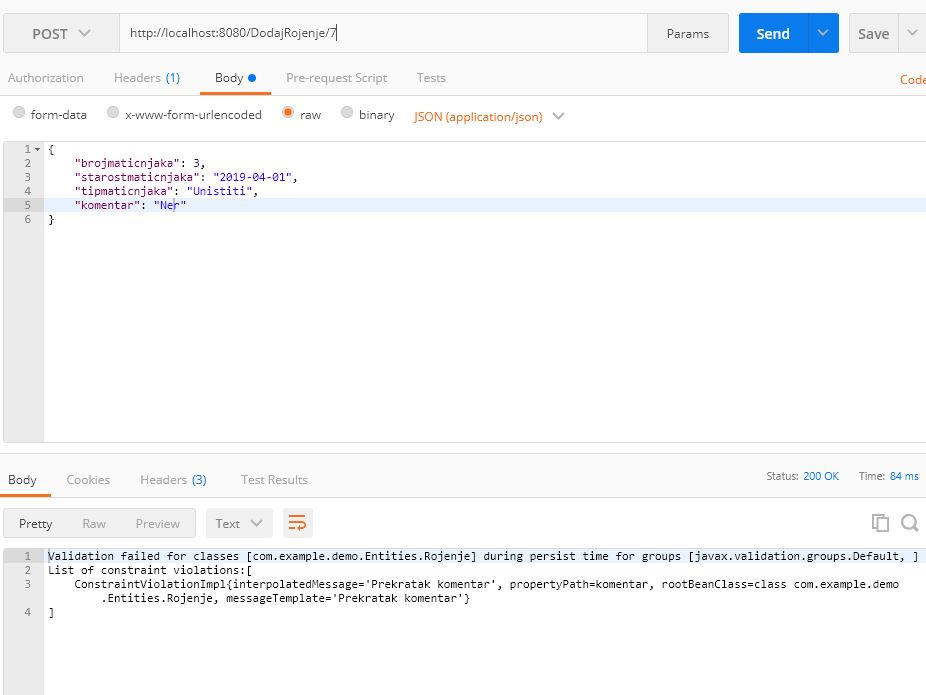 POST http://localhost:8080/DodajRojenje/7 Params Send Save
Authorization Headers (1) Body Pre-request Script Tests Code
form-data x-www-form-urlencoded raw binary JSON (application/json)
1 {
2 "brojmaticnjaka": 3,
3 "starostmaticnjaka": "2019-04-01",
4 "tipmaticnjaka": "Unistiti",
5 "komentar": "Ner"
6 }
Body Cookies Headers (3) Test Results Status: 200 OK Time: 84 ms
Pretty Raw Preview Text
1 Validation failed for classes [com.example.demo.Entities.Rojenje] during persist time for groups [javax.validation.groups.Default, ]
2 List of constraint violations:[
3 ConstraintViolationImpl{interpolatedMessage='Prekratak komentar', propertyPath=komentar, rootBeanClass=class com.example.demo
.Entities.Rojenje, messageTemplate='Prekratak komentar'}
4 ]